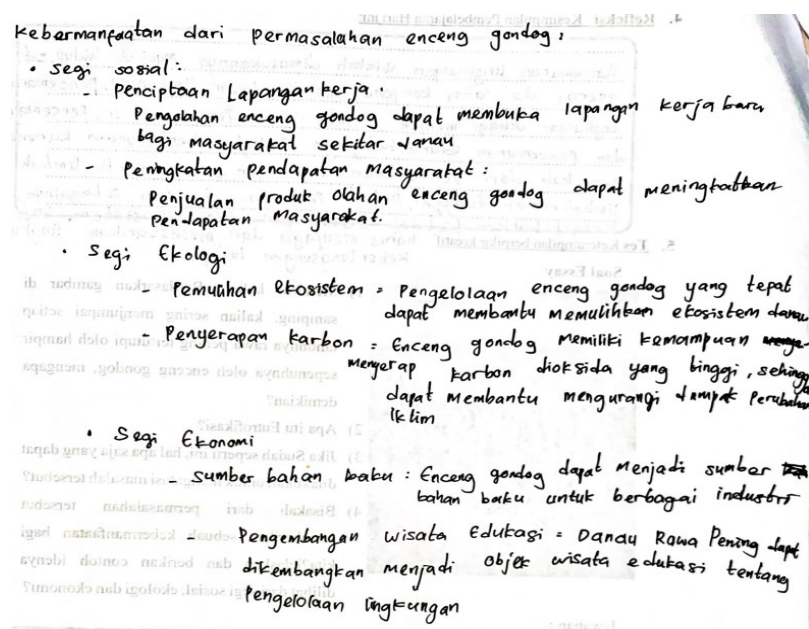 Kebermanfaatan dari permasalahan enceng gondog :
• segi sosial :
- Penciptaan Lapangan kerja .
Pengolahan enceng gondog dapat membuka lapangan kerja baru
bagi masyarakat sekitar danau
- Peningkatan pendapatan Masyarakat :
Penjualan produk olahan enceng gondog dapat meningkatkan
pendapatan masyarakat.
• Segi Ekologi
- Pemulihan ekosistem = Pengelolaan enceng gondog yang tepat
dapat membantu memulihkan ekosistem danau
- Penyerapan karbon = Enceng gondog memiliki kemampuan
menyerap karbon dioksida yang tinggi, sehingga
dapat Membantu mengurangi dampak Perubahan
Iklim
• Segi Ekonomi
- sumber bahan baku : Enceng gondog dapat menjadi sumber
bahan baku untuk berbagai industri
- Pengembangan wisata Edukasi = Danau Rawa Pening dapt
dikembangkan menjadi objek wisata edukasi tentang
Pengelolaan lingkungan